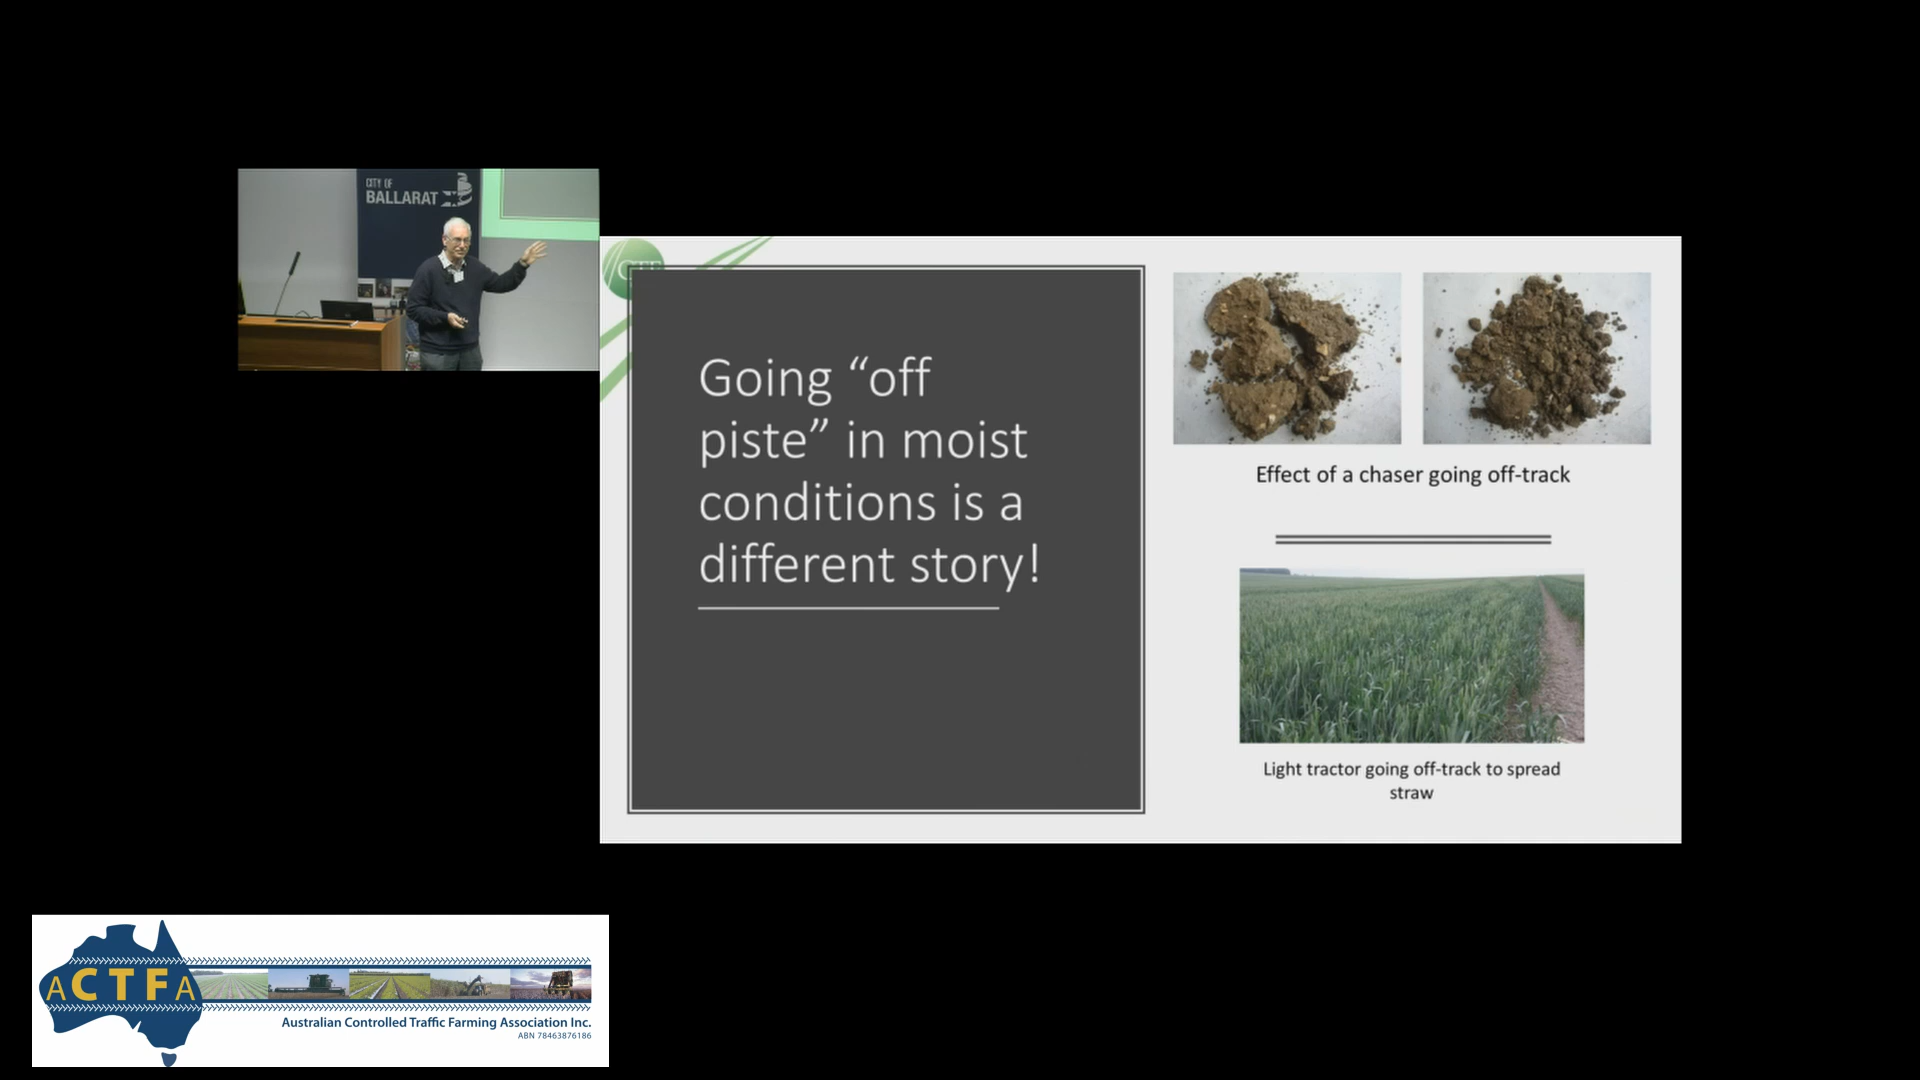 CITY OF
BALLARAT
Going “off
piste” in moist
conditions is a
different story!
Effect of a chaser going off-track
Light tractor going off-track to spread
straw
ACTFA
Australian Controlled Traffic Farming Association Inc.
ABN 78463876186